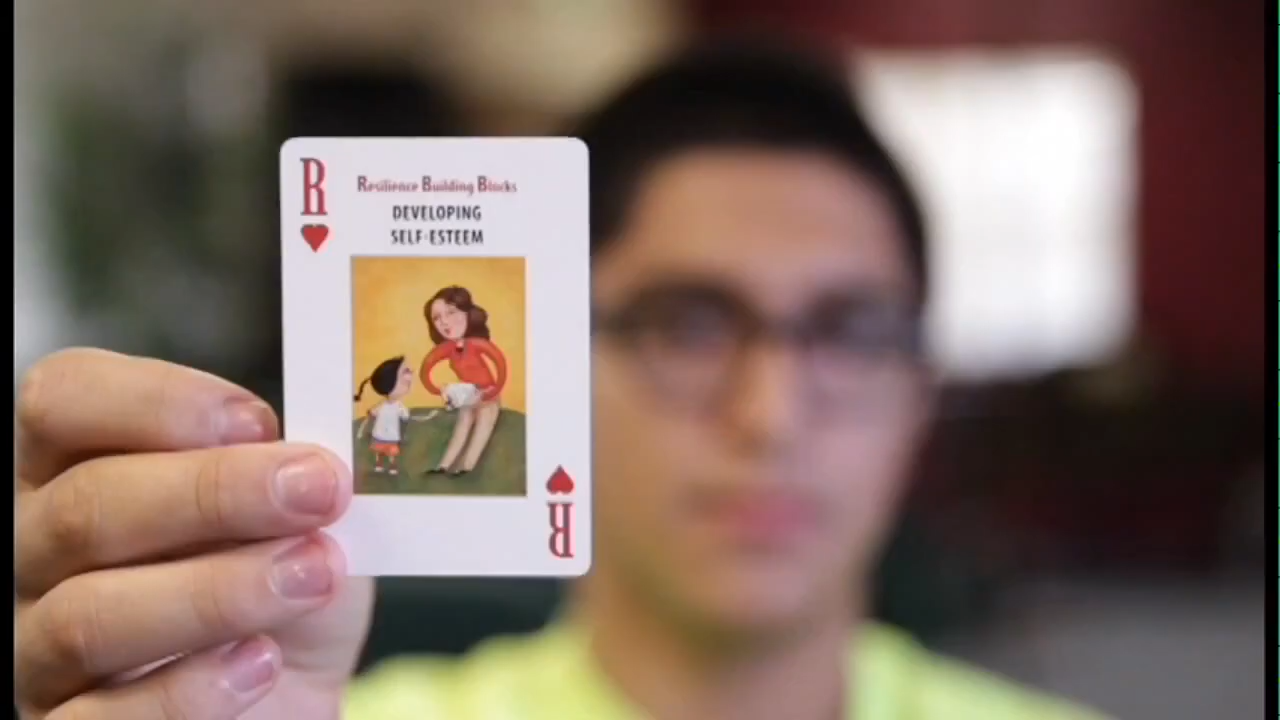 R
Resilience Building Blocks
DEVELOPING
SELF-ESTEEM
R